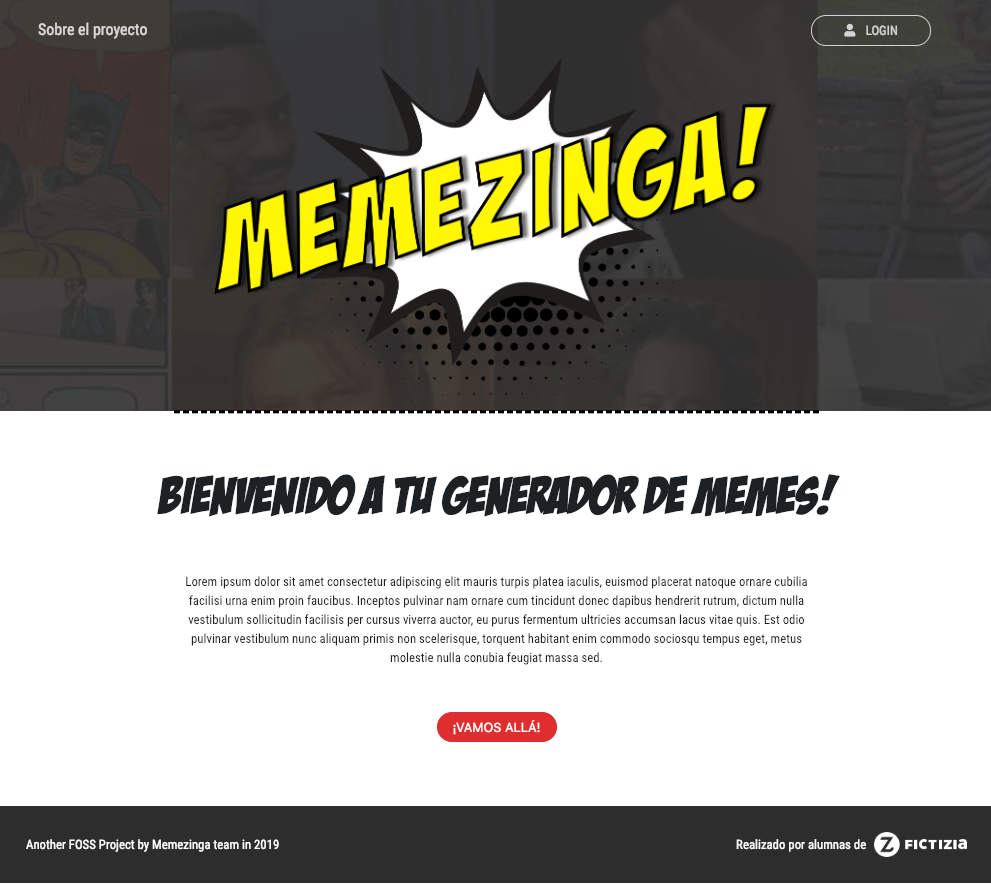 Sobre el proyecto
LOGIN
MEMEZINGA!
BIENVENIDO A TU GENERADOR DE MEMES!
Lorem ipsum dolor sit amet consectetur adipiscing elit mauris turpis platea iaculis, euismod placerat natoque ornare cubilia
facilisi urna enim proin faucibus. Inceptos pulvinar nam ornare cum tincidunt donec dapibus hendrerit rutrum, dictum nulla
vestibulum sollicitudin facilisis per cursus viverra auctor, eu purus fermentum ultricies accumsan lacus vitae quis. Est odio
pulvinar vestibulum nunc aliquam primis non scelerisque, torquent habitant enim commodo sociosqu tempus eget, metus
molestie nulla conubia feugiat massa sed.
¡VAMOS ALLÁ!
Another FOSS Project by Memezinga team in 2019
Realizado por alumnas de Z FICTIZIa